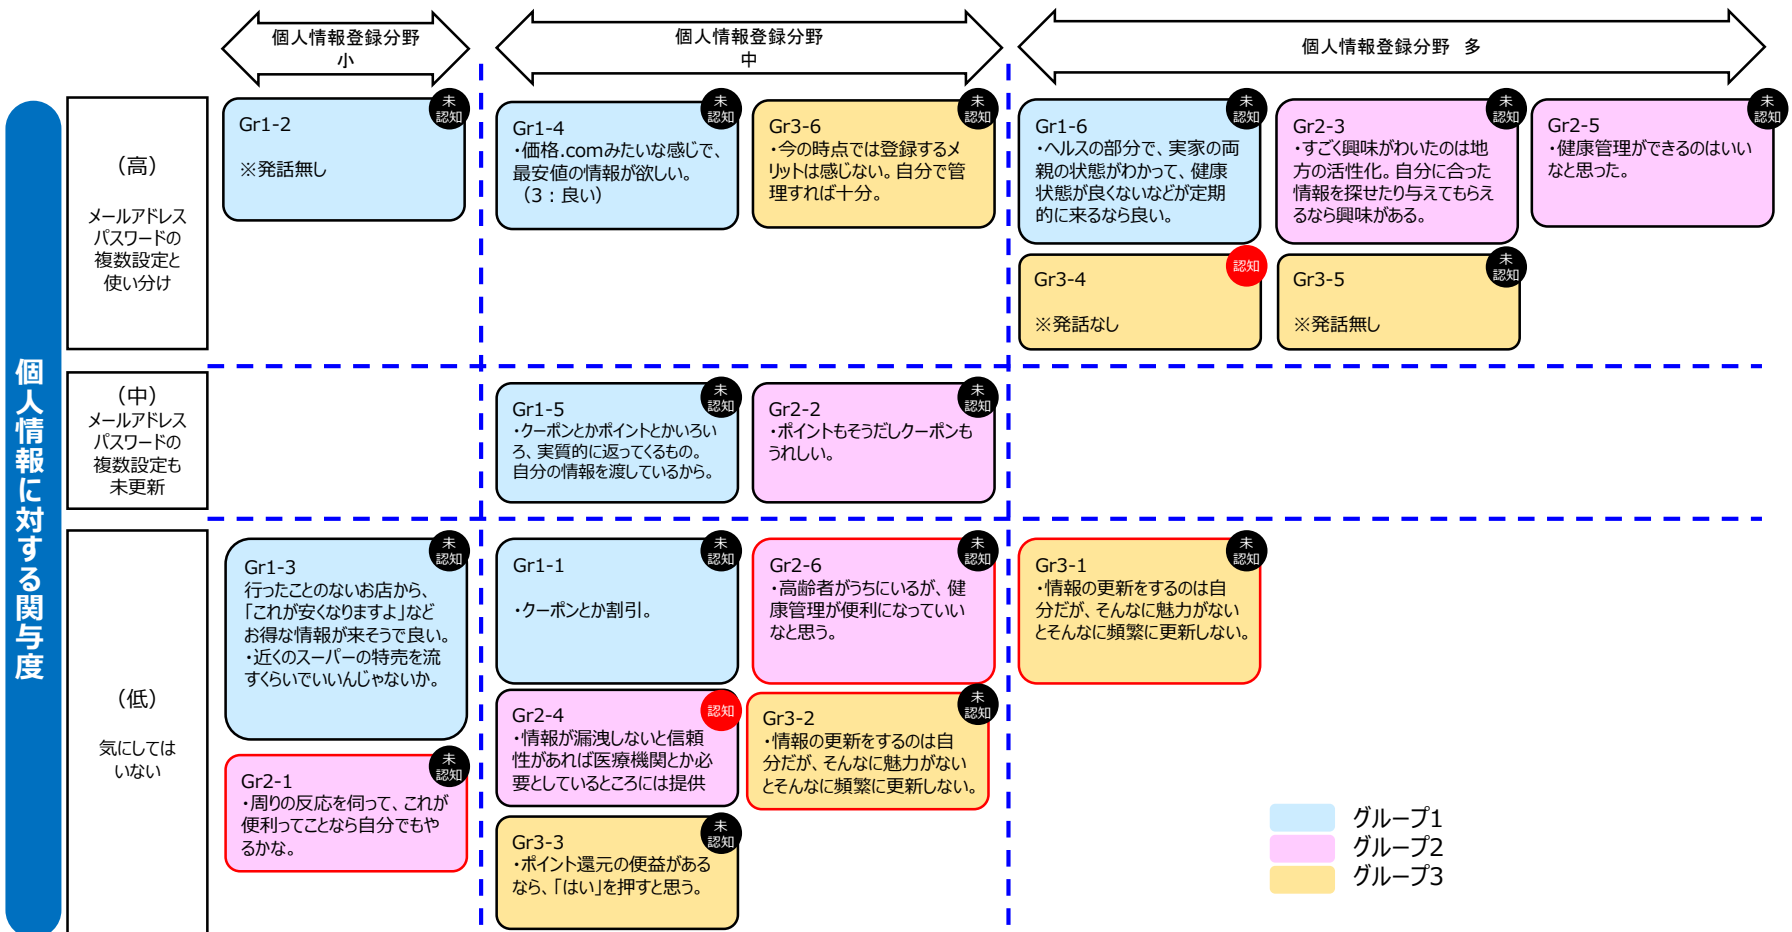 個人情報登録分野
小
個人情報登録分野
中
個人情報登録分野 多
個人情報に対する関与度
（高）
メールアドレス
パスワードの
複数設定と
使い分け
未
認知
Gr1-2
※発話無し
未
認知
Gr1-4
・価格.comみたいな感じで、
最安値の情報が欲しい。
（3：良い）
未
認知
Gr3-6
・今の時点では登録するメ
リットは感じない。自分で管
理すれば十分。
未
認知
Gr1-6
・ヘルスの部分で、実家の両
親の状態がわかって、健康
状態が良くないなどが定期
的に来るなら良い。
未
認知
Gr2-3
・すごく興味がわいたのは地
方の活性化。自分に合った
情報を探せたり与えてもらえ
るなら興味がある。
未
認知
Gr2-5
・健康管理ができるのはいい
なと思った。
認知
Gr3-4
※発話なし
未
認知
Gr3-5
※発話無し
（中）
メールアドレス
パスワードの
複数設定も
未更新
未
認知
Gr1-5
・クーポンとかポイントとかいろい
ろ、実質的に返ってくるもの。
自分の情報を渡しているから。
未
認知
Gr2-2
・ポイントもそうだしクーポンも
うれしい。
（低）
気にしては
いない
未
認知
Gr1-3
行ったことのないお店から、
「これが安くなりますよ」など
お得な情報が来そうで良い。
・近くのスーパーの特売を流
すくらいでいいんじゃないか。
未
認知
Gr2-1
・周りの反応を伺って、これが
便利ってことなら自分でもや
るかな。
未
認知
Gr1-1
・クーポンとか割引。
未
認知
Gr2-6
・高齢者がうちにいるが、健
康管理が便利になっていい
なと思う。
認知
Gr2-4
・情報が漏洩しないと信頼
性があれば医療機関とか必
要としているところには提供
未
認知
Gr3-2
・情報の更新をするのは自
分だが、そんなに魅力がない
とそんなに頻繁に更新しない。
未
認知
Gr3-3
・ポイント還元の便益がある
なら、「はい」を押すと思う。
未
認知
Gr3-1
・情報の更新をするのは自
分だが、そんなに魅力がない
とそんなに頻繁に更新しない。
グループ1
グループ2
グループ3